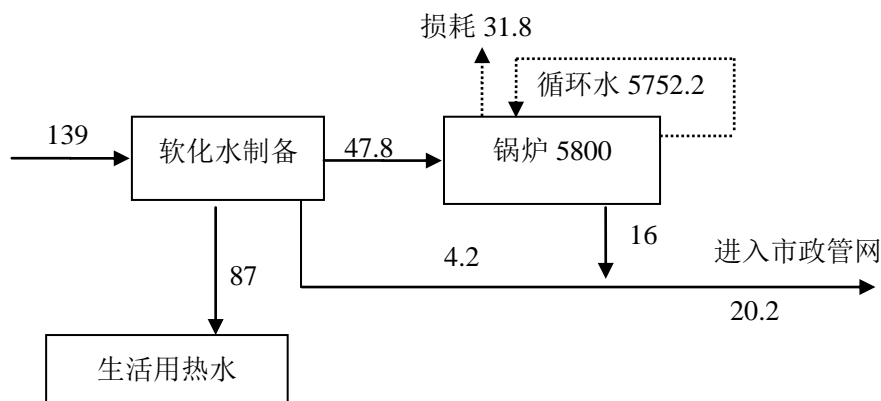 损耗 31.8
循环水 5752.2
139
软化水制备
47.8
锅炉 5800
16
进入市政管网
4.2
87
20.2
生活用热水